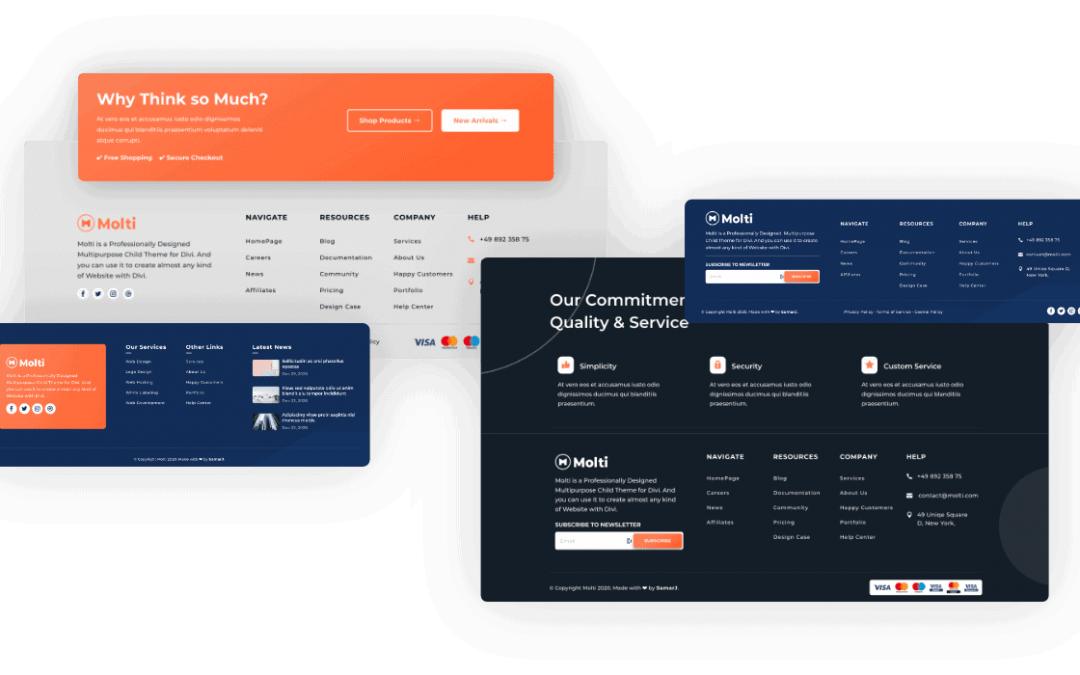 Why Think so Much?
At vero eos et accusamus iusto odio dignissimos
ducimus qui blanditiis praesentium voluptatum deleniti
atque corrupti.
✔ Free Shopping ✔ Secure Checkout
Shop Products →
New Arrivals →
Molti
Molti is a Professionally Designed
Multipurpose Child Theme for Divi. And
you can use it to create almost any kind
of Website with Divi.
NAVIGATE
HomePage
Careers
News
Affiliates
RESOURCES
Blog
Documentation
Community
Pricing
Design Case
COMPANY
Services
About Us
Happy Customers
Portfolio
Help Center
HELP
+49 892 358 75
VISA
Molti
Molti is a Professionally Designed
Multipurpose Child Theme for Divi. And
you can use it to create almost any kind of
Website with Divi.
Our Services
Web Design
Logo Design
Web Hosting
White Labeling
Web Development
Other Links
Services
About Us
Happy Customers
Portfolio
Help Center
Latest News
© Copyright Molti 2020. Made with ❤ by SamarJ.
Molti
Molti is a Professionally Designed Multipurpose
Child Theme for Divi. And you can use it to create
almost any kind of Website with Divi.
SUBSCRIBE TO NEWSLETTER
Email
SUBSCRIBE
NAVIGATE
HomePage
Careers
News
Affiliates
RESOURCES
Blog
Documentation
Community
Pricing
Design Case
COMPANY
Services
About Us
Happy Customers
Portfolio
Help Center
HELP
+49 892 358 75
contact@molti.com
49 Uniqe Square D,
New York,
© Copyright Molti 2020. Made with ❤ by SamarJ.
Privacy Policy · Terms of Service · Cookie Policy
Our Commitmen
Quality & Service
Simplicity
At vero eos et accusamus iusto odio
dignissimos ducimus qui blanditiis
praesentium.
Security
At vero eos et accusamus iusto odio
dignissimos ducimus qui blanditiis
praesentium.
Custom Service
At vero eos et accusamus iusto odio
dignissimos ducimus qui blanditiis
praesentium.
Molti
Molti is a Professionally Designed
Multipurpose Child Theme for Divi. And
you can use it to create almost any kind
of Website with Divi.
SUBSCRIBE TO NEWSLETTER
Email
SUBSCRIBE
NAVIGATE
HomePage
Careers
News
Affiliates
RESOURCES
Blog
Documentation
Community
Pricing
Design Case
COMPANY
Services
About Us
Happy Customers
Portfolio
Help Center
HELP
+49 892 358 75
contact@molti.com
49 Uniqe Square
D, New York,
© Copyright Molti 2020. Made with ❤ by SamarJ.
VISA